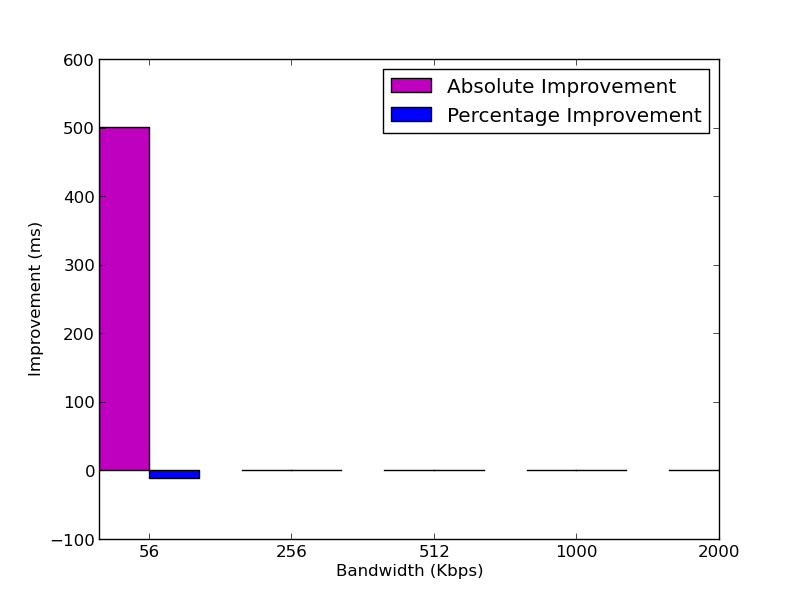 600
500
400
300
200
100
0
−100
Improvement (ms)
Absolute Improvement
Percentage Improvement
56 256 512 1000 2000
Bandwidth (Kbps)